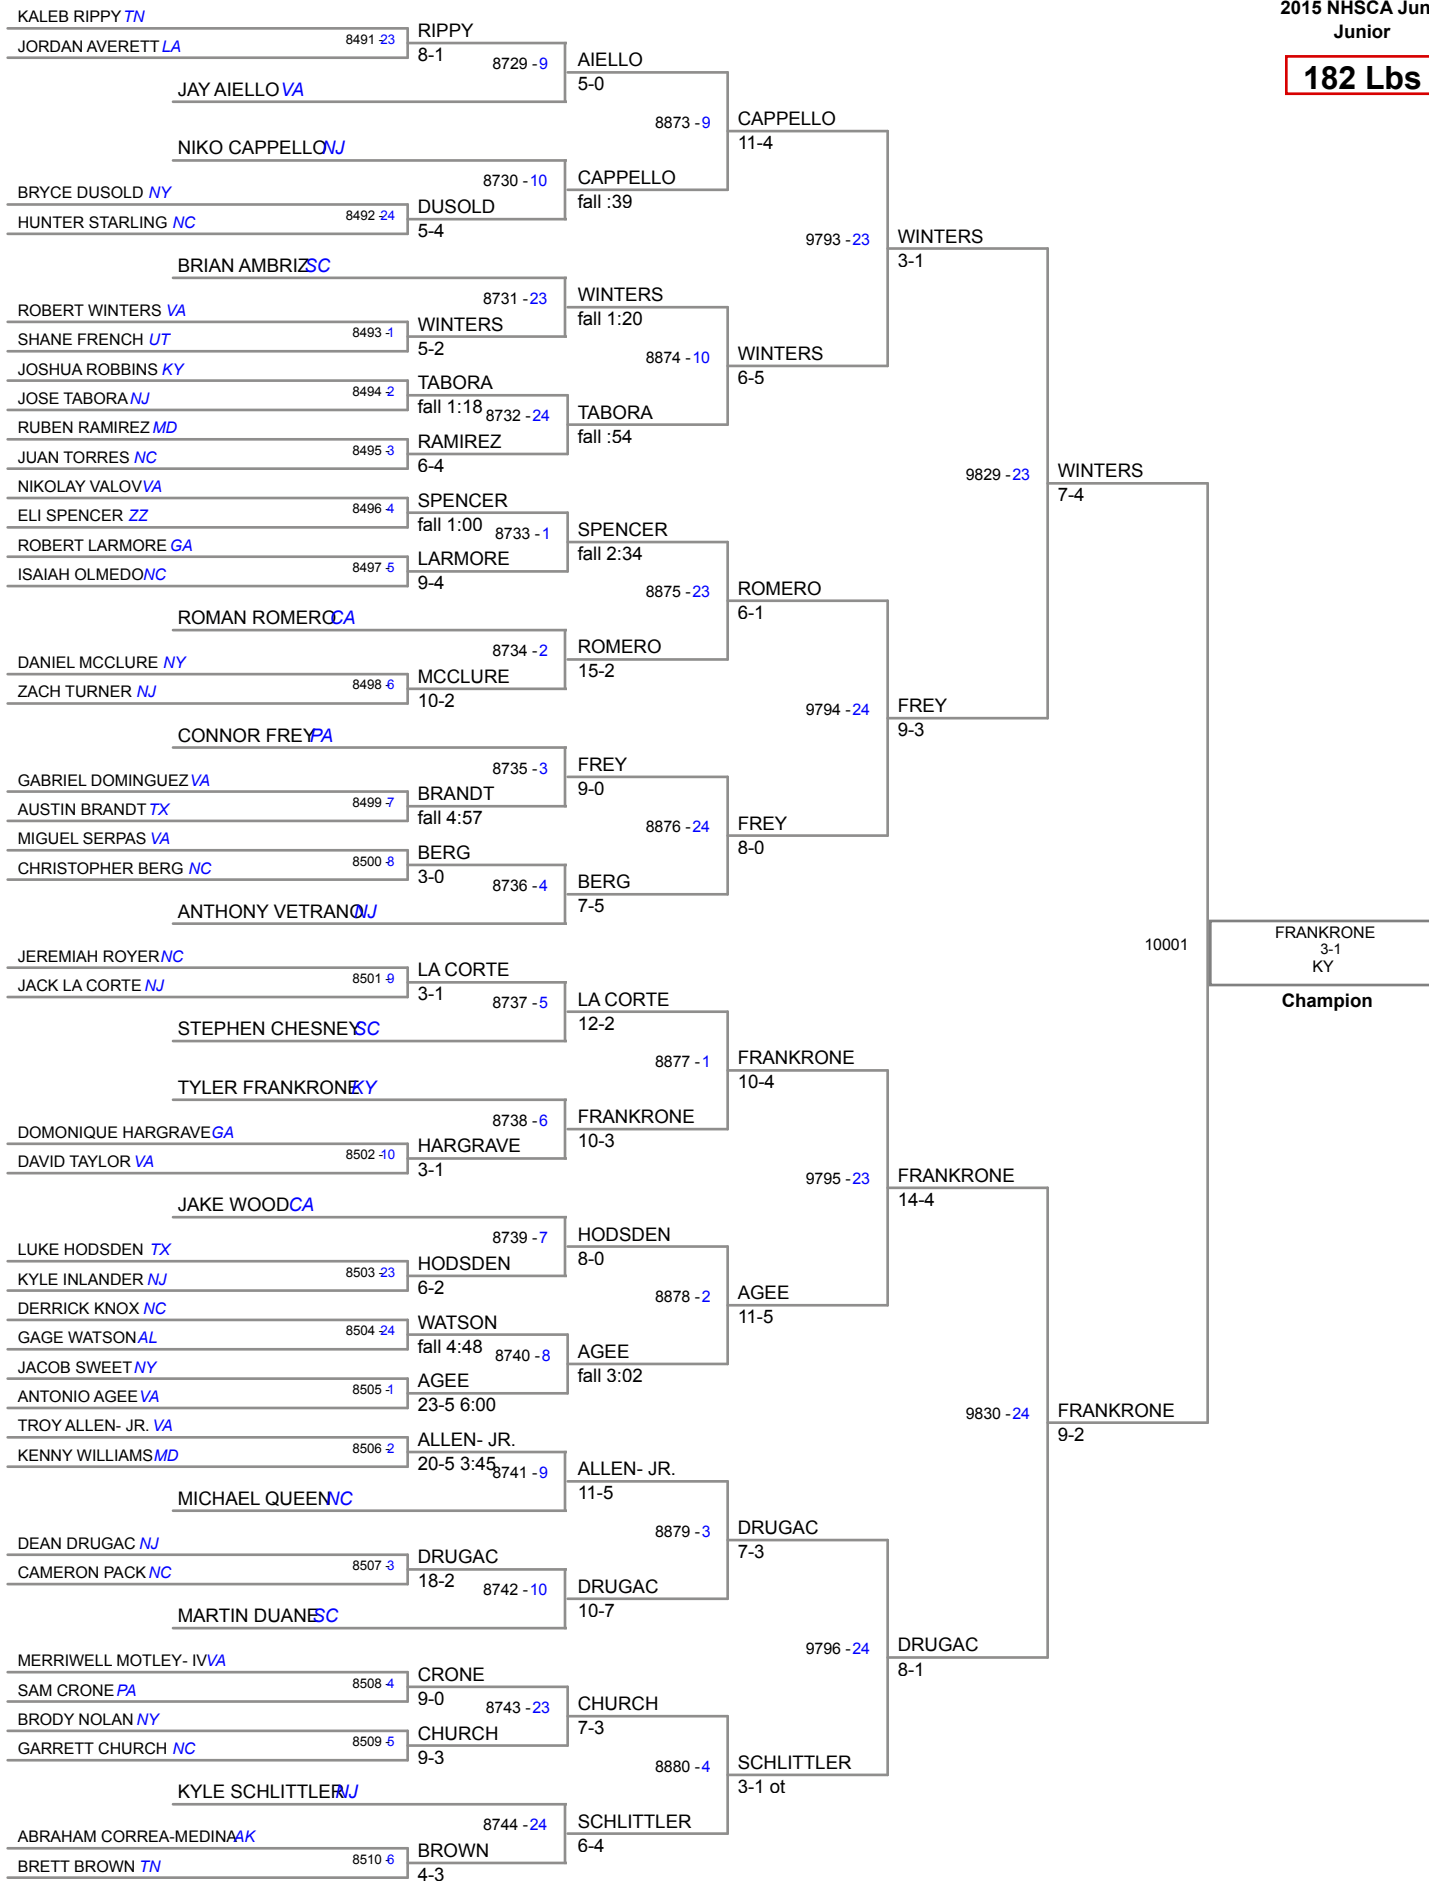 2015 NHSCA Jun
Junior
182 Lbs
KALEB RIPPY TN
JORDAN AVERETT LA
8491 -23
RIPPY
8-1
JAY AIELLO VA
8729 - 9
AIELLO
5-0
NIKO CAPPELLO NJ
BRYCE DUSOLD NY
HUNTER STARLING NC
8492 -24
DUSOLD
5-4
8730 - 10
CAPPELLO
fall :39
8873 - 9
CAPPELLO
11-4
BRIAN AMBRIZ SC
ROBERT WINTERS VA
SHANE FRENCH UT
8493 -1
WINTERS
5-2
8731 - 23
WINTERS
fall 1:20
JOSHUA ROBBINS KY
JOSE TABORA NJ
8494 -2
TABORA
fall 1:18
RUBEN RAMIREZ MD
JUAN TORRES NC
8495 -3
RAMIREZ
6-4
8732 - 24
TABORA
fall :54
8874 - 10
WINTERS
6-5
9793 - 23
WINTERS
3-1
NIKOLAY VALOV VA
ELI SPENCER ZZ
8496 -4
SPENCER
fall 1:00
ROBERT LARMORE GA
ISAIAH OLMEDO NC
8497 -5
LARMORE
9-4
8733 - 1
SPENCER
fall 2:34
ROMAN ROMERO CA
DANIEL MCCLURE NY
ZACH TURNER NJ
8498 -6
MCCLURE
10-2
8734 - 2
ROMERO
15-2
8875 - 23
ROMERO
6-1
CONNOR FREY PA
GABRIEL DOMINGUEZ VA
AUSTIN BRANDT TX
8499 -7
BRANDT
fall 4:57
8735 - 3
FREY
9-0
MIGUEL SERPAS VA
CHRISTOPHER BERG NC
8500 -8
BERG
3-0
ANTHONY VETRANO NJ
8736 - 4
BERG
7-5
8876 - 24
FREY
8-0
9794 - 24
FREY
9-3
9829 - 23
WINTERS
7-4
JEREMIAH ROYER NC
JACK LA CORTE NJ
8501 -9
LA CORTE
3-1
STEPHEN CHESNEY SC
8737 - 5
LA CORTE
12-2
TYLER FRANKRONE KY
DOMONIQUE HARGRAVE GA
DAVID TAYLOR VA
8502 -10
HARGRAVE
3-1
8738 - 6
FRANKRONE
10-3
8877 - 1
FRANKRONE
10-4
JAKE WOOD CA
LUKE HODSDEN TX
KYLE INLANDER NJ
8503 -23
HODSDEN
6-2
8739 - 7
HODSDEN
8-0
DERRICK KNOX NC
GAGE WATSON AL
8504 -24
WATSON
fall 4:48
JACOB SWEET NY
ANTONIO AGEE VA
8505 -1
AGEE
23-5 6:00
8740 - 8
AGEE
fall 3:02
8878 - 2
AGEE
11-5
9795 - 23
FRANKRONE
14-4
TROY ALLEN- JR. VA
KENNY WILLIAMS MD
8506 -2
ALLEN- JR.
20-5 3:45
MICHAEL QUEEN NC
8741 - 9
ALLEN- JR.
11-5
DEAN DRUGAC NJ
CAMERON PACK NC
8507 -3
DRUGAC
18-2
MARTIN DUANE SC
8742 - 10
DRUGAC
10-7
8879 - 3
DRUGAC
7-3
MERRIWELL MOTLEY- IV VA
SAM CRONE PA
8508 -4
CRONE
9-0
BRODY NOLAN NY
GARRETT CHURCH NC
8509 -5
CHURCH
9-3
8743 - 23
CHURCH
7-3
KYLE SCHLITTLER NJ
ABRAHAM CORREA-MEDINA AK
BRETT BROWN TN
8510 -6
BROWN
4-3
8744 - 24
SCHLITTLER
6-4
8880 - 4
SCHLITTLER
3-1 ot
9796 - 24
DRUGAC
8-1
9830 - 24
FRANKRONE
9-2
10001
FRANKRONE
3-1
KY
Champion